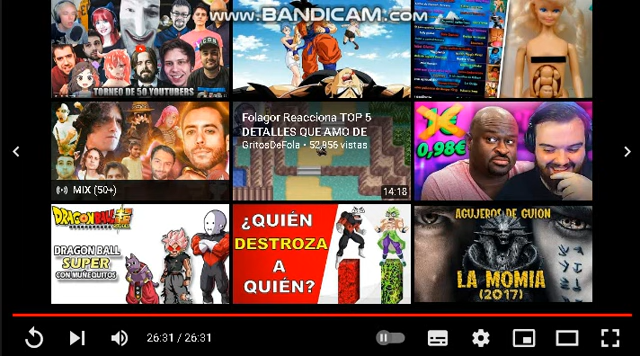 www.BANDICAM.com
TORNEO DE 50 YOUTUBERS
Folagor Reacciona TOP 5
DETALLES QUE AMO DE
GritosDeFola • 52,956 vistas
MIX (50+)
14:18
0,98€
DRAGONBALL
SUPER
DRAGON BALL
SUPER
CON MUÑEQUITOS
¿QUIÉN
DESTROZA
A
QUIÉN?
AGUJEROS DE GUION
LA MOMIA
(2017)
26:31 / 26:31